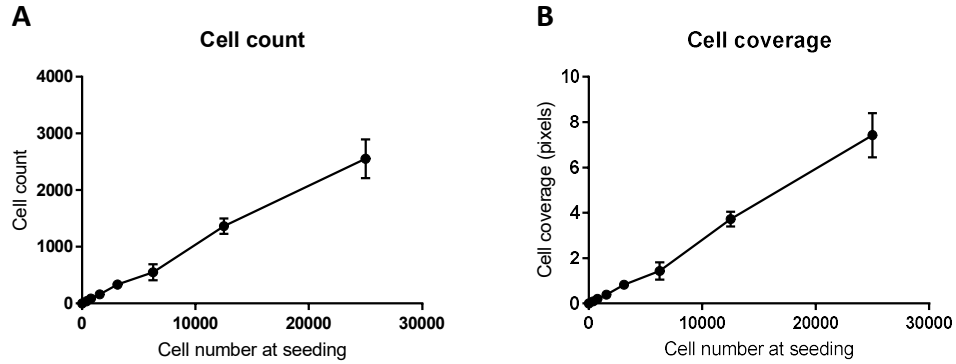 A
Cell count
4000
3000
2000
1000
0
Cell count
0
10000
20000
30000
Cell number at seeding
B
Cell coverage
10
8
6
4
2
0
Cell coverage (pixels)
0
10000
20000
30000
Cell number at seeding